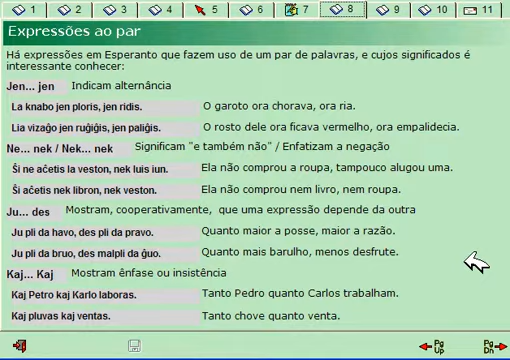 1 2 3 4 5 6 7 8 9 10 11
Expressões ao par
Há expressões em Esperanto que fazem uso de um par de palavras, e cujos significados é
interessante conhecer:
Jen... jen Indicam alternância
La knabo jen ploris, jen ridis. O garoto ora chorava, ora ria.
Lia vizaĝo jen ruĝiĝis, jen paliĝis. O rosto dele ora ficava vermelho, ora empalidecia.
Ne... nek / Nek... nek Significam "e também não" / Enfatizam a negação
Ŝi ne aĉetis la veston, nek luis iun. Ela não comprou a roupa, tampouco alugou uma.
Ŝi aĉetis nek libron, nek veston. Ela não comprou nem livro, nem roupa.
Ju... des Mostram, cooperativamente, que uma expressão depende da outra
Ju pli da havo, des pli da pravo. Quanto maior a posse, maior a razão.
Ju pli da bruo, des malpli da ĝuo. Quanto mais barulho, menos desfrute.
Kaj... Kaj Mostram ênfase ou insistência
Kaj Petro kaj Karlo laboras. Tanto Pedro quanto Carlos trabalham.
Kaj pluvas kaj ventas. Tanto chove quanto venta.
Pg Up Pg Dn